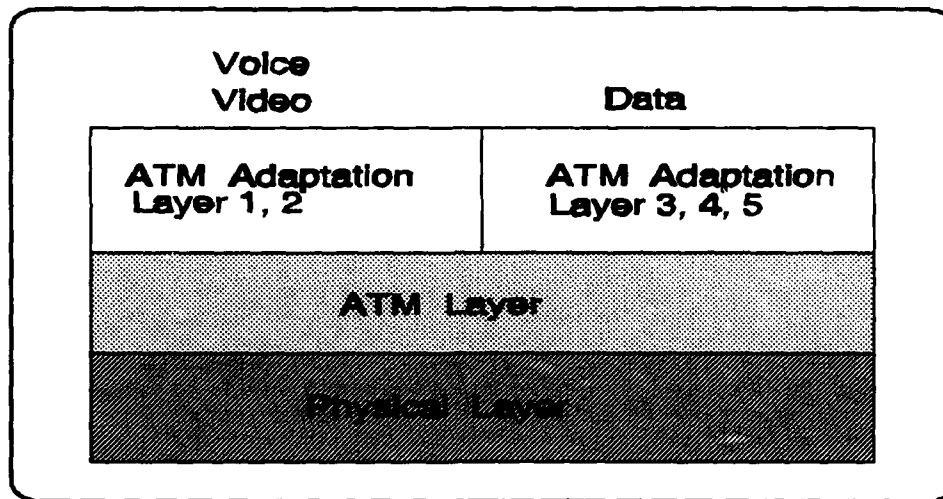 Voice
Video
Data
ATM Adaptation
Layer 1, 2
ATM Adaptation
Layer 3, 4, 5
ATM Layer
Physical Layer